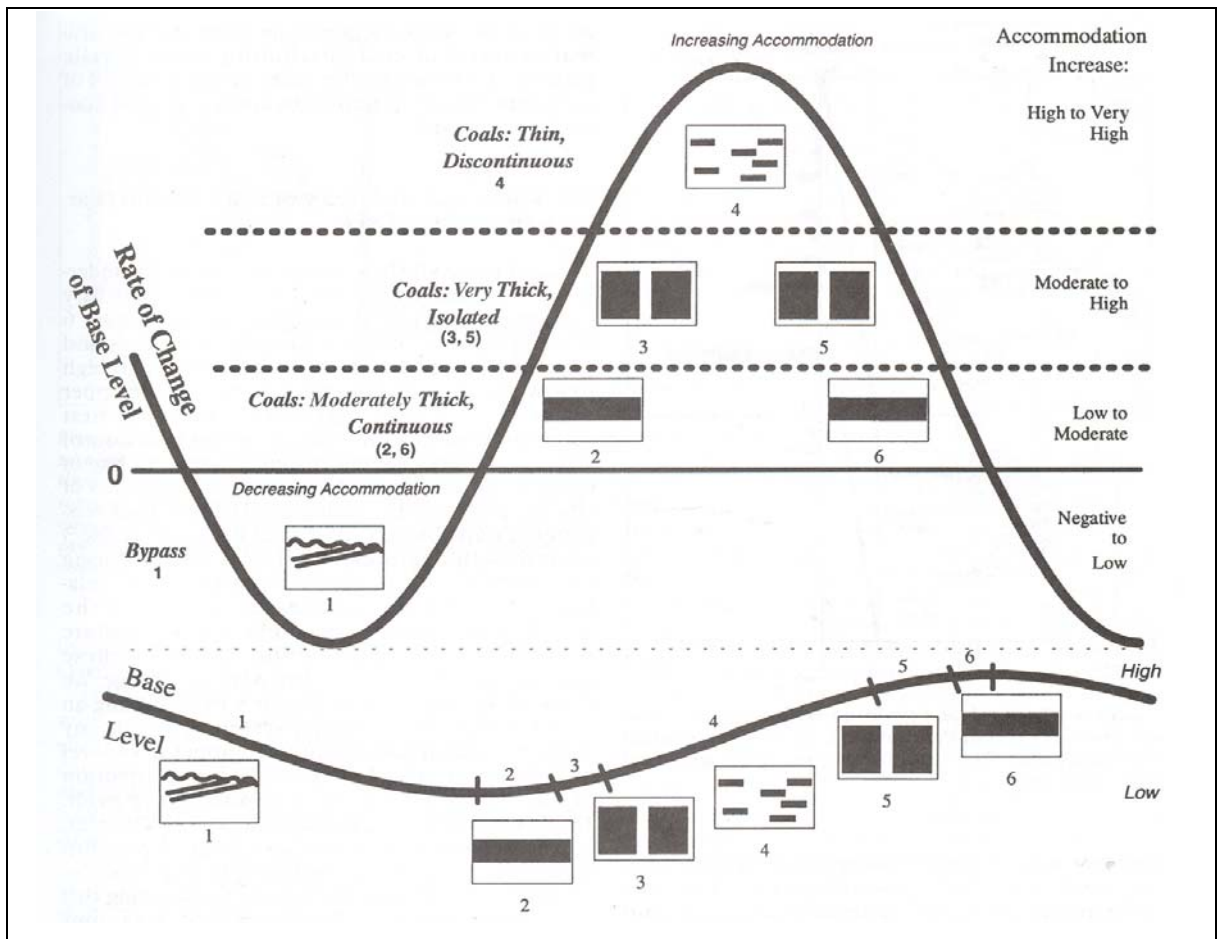 Increasing Accommodation
Accommodation
Increase:
High to Very
High
Coals: Thin,
Discontinuous
4
4
Rate of Change
of Base Level
Coals: Very Thick,
Isolated
(3, 5)
3
5
Moderate to
High
Coals: Moderately Thick,
Continuous
(2, 6)
2
6
Low to
Moderate
0
Decreasing Accommodation
Bypass
1
1
Negative
to
Low
Base
Level
1
2
3
4
5
6
High
Low
1
2
3
4
5
6